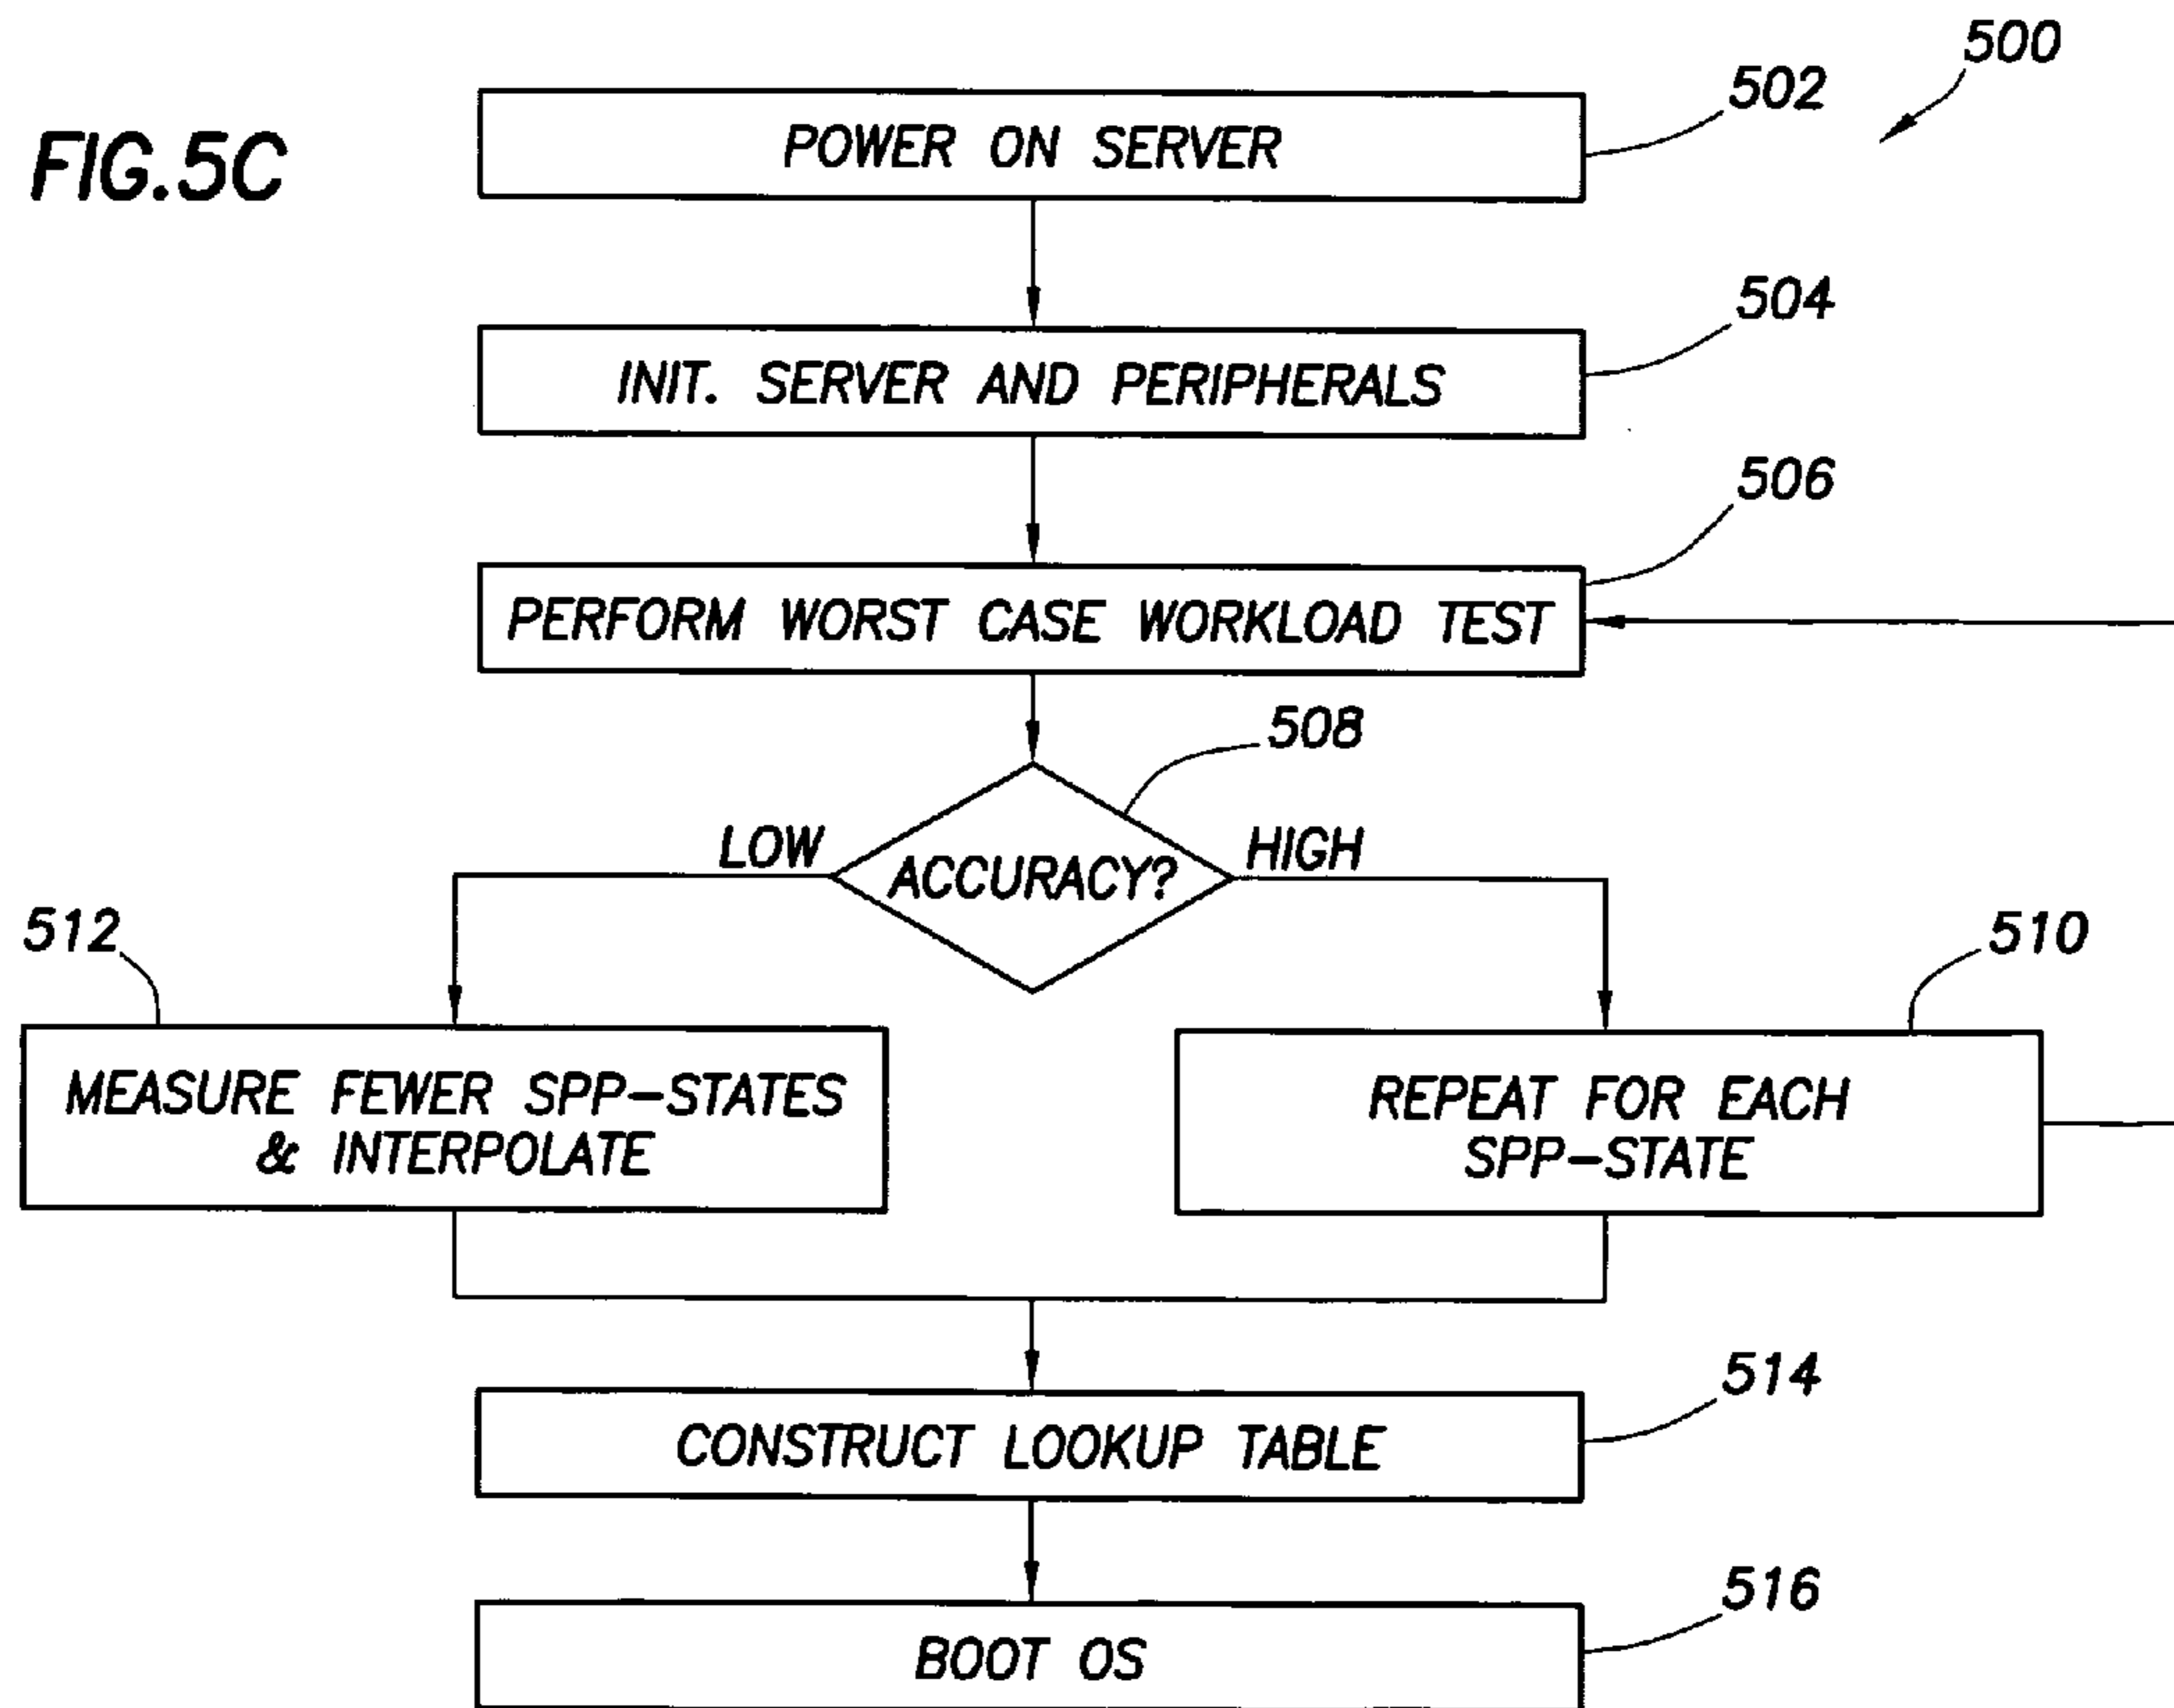 FIG.5C
500
POWER ON SERVER
502
INIT. SERVER AND PERIPHERALS
504
PERFORM WORST CASE WORKLOAD TEST
506
ACCURACY?
508
LOW
HIGH
512
MEASURE FEWER SPP-STATES
& INTERPOLATE
510
REPEAT FOR EACH
SPP-STATE
CONSTRUCT LOOKUP TABLE
514
BOOT OS
516